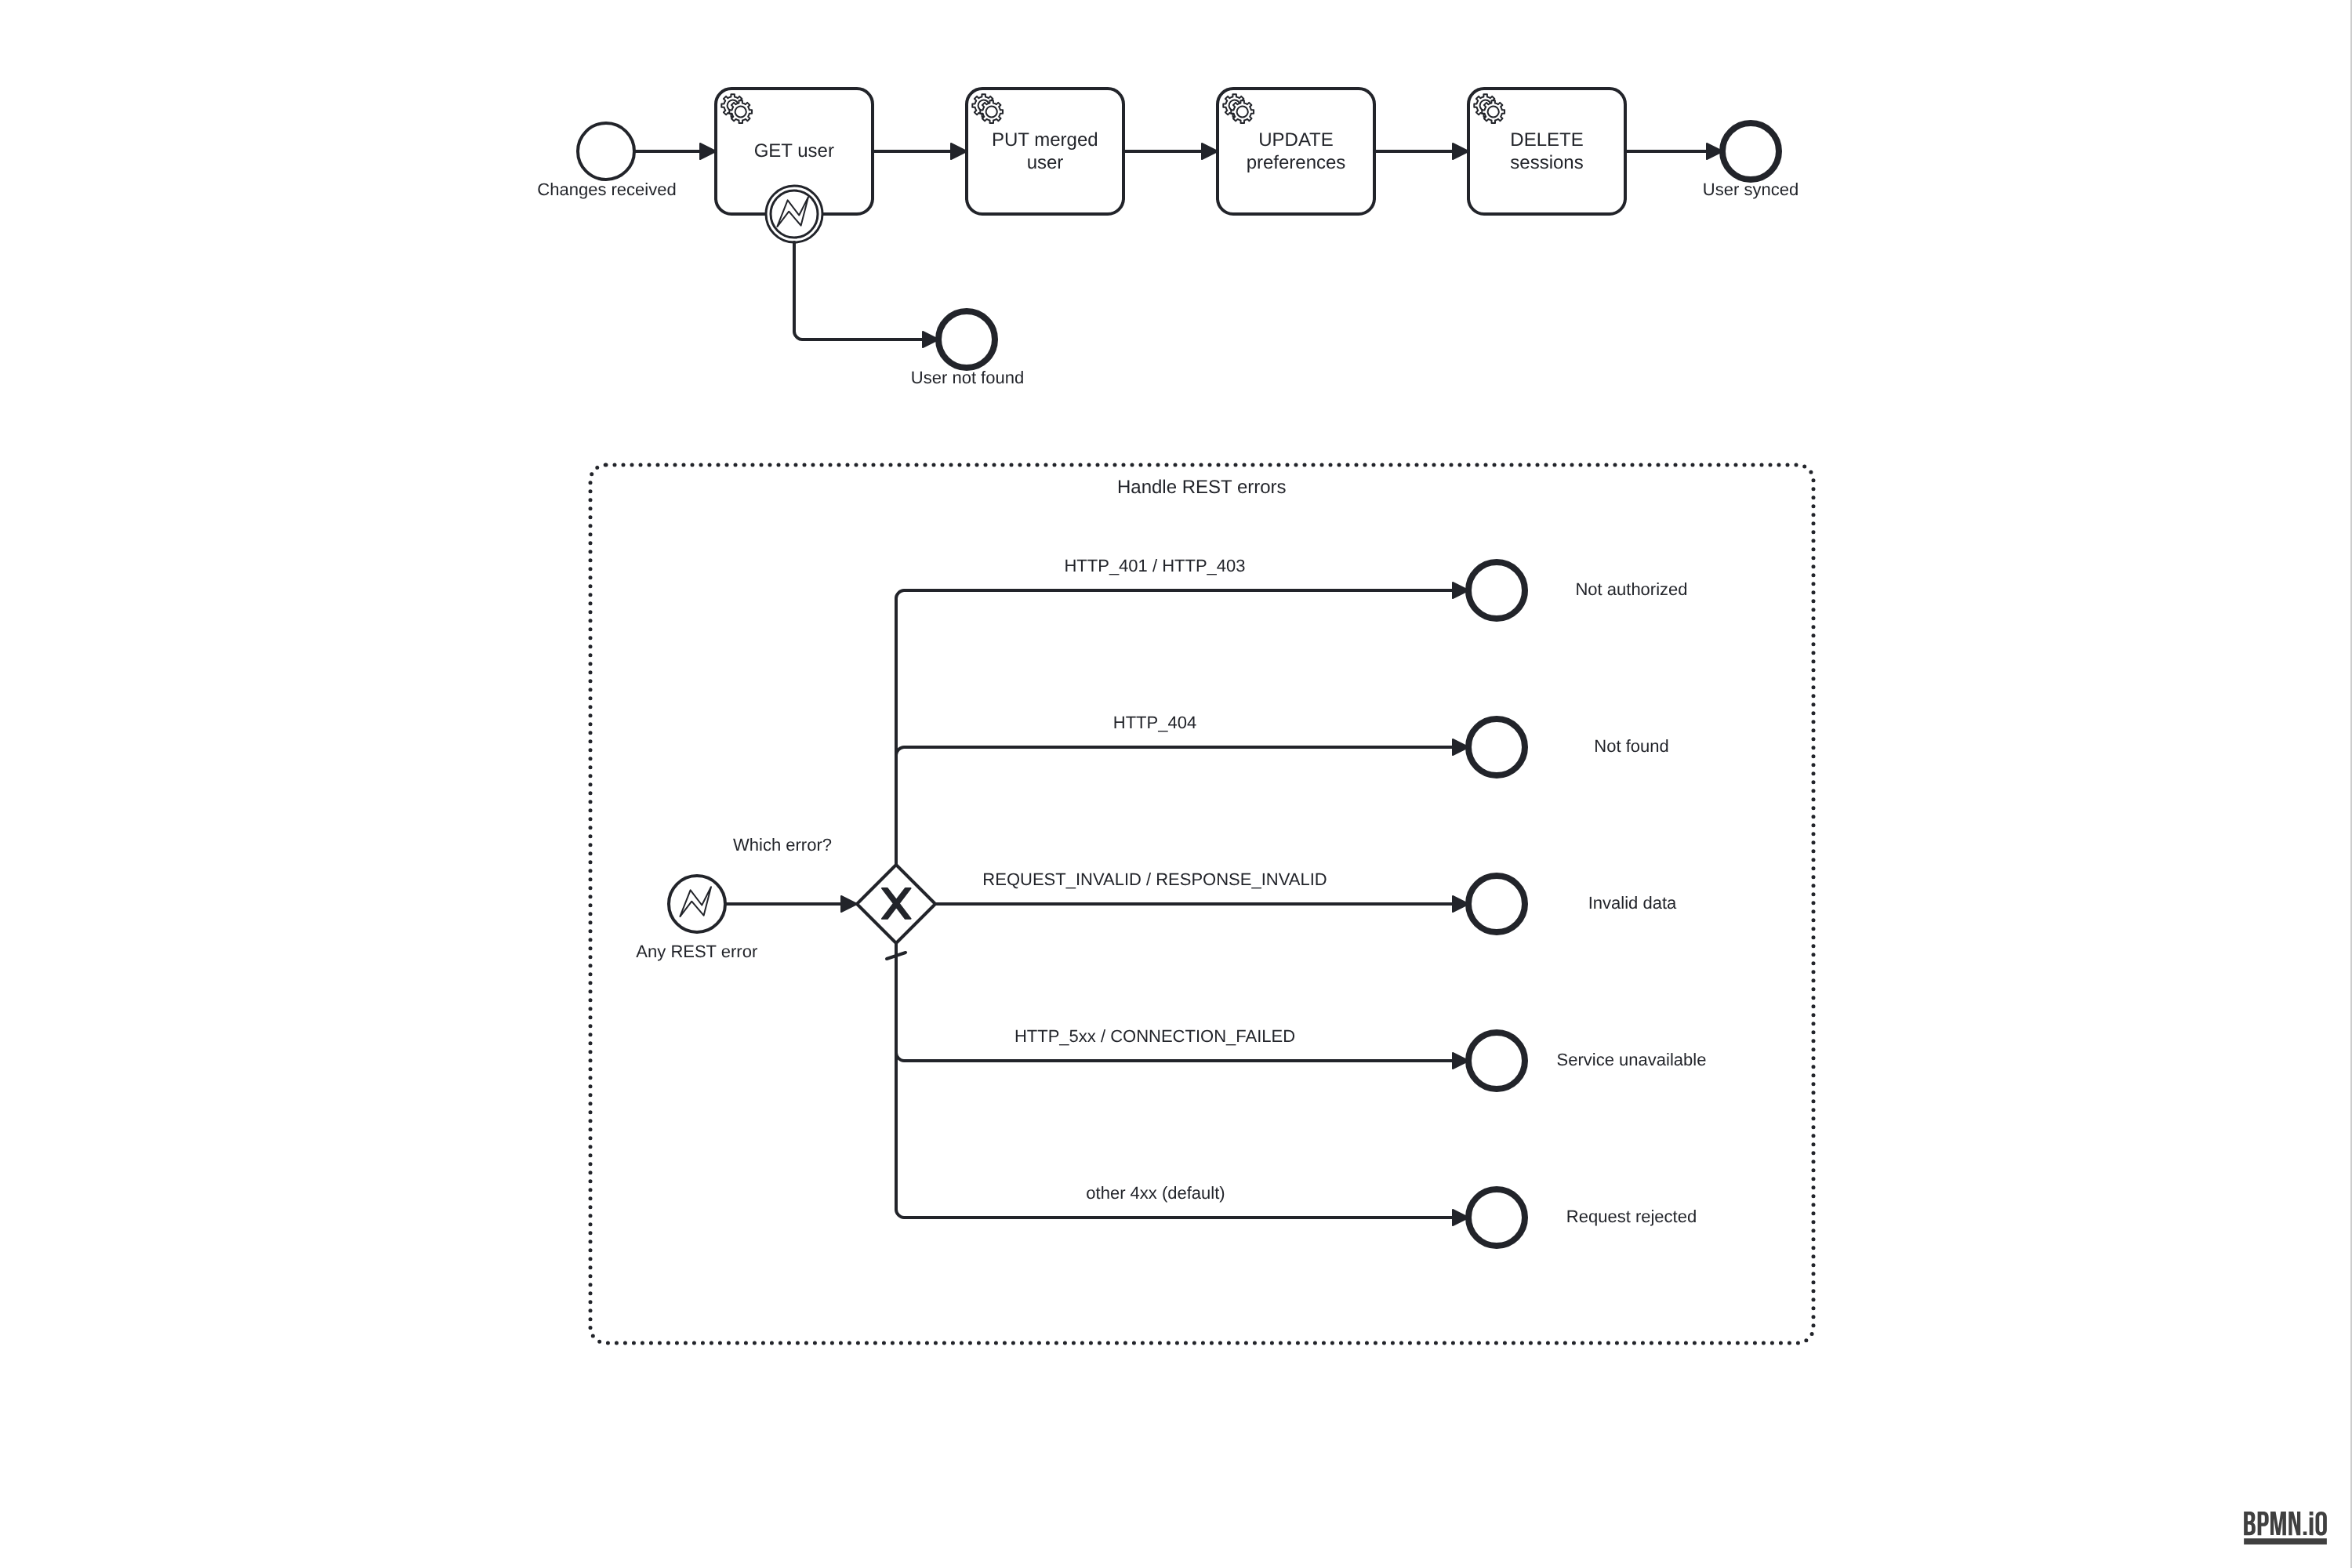 GET user
PUT merged
user
UPDATE
preferences
DELETE
sessions
Changes received
User synced
User not found
Handle REST errors
HTTP_401 / HTTP_403
Not authorized
HTTP_404
Not found
Which error?
REQUEST_INVALID / RESPONSE_INVALID
Invalid data
Any REST error
HTTP_5xx / CONNECTION_FAILED
Service unavailable
other 4xx (default)
Request rejected
BPMN.iO